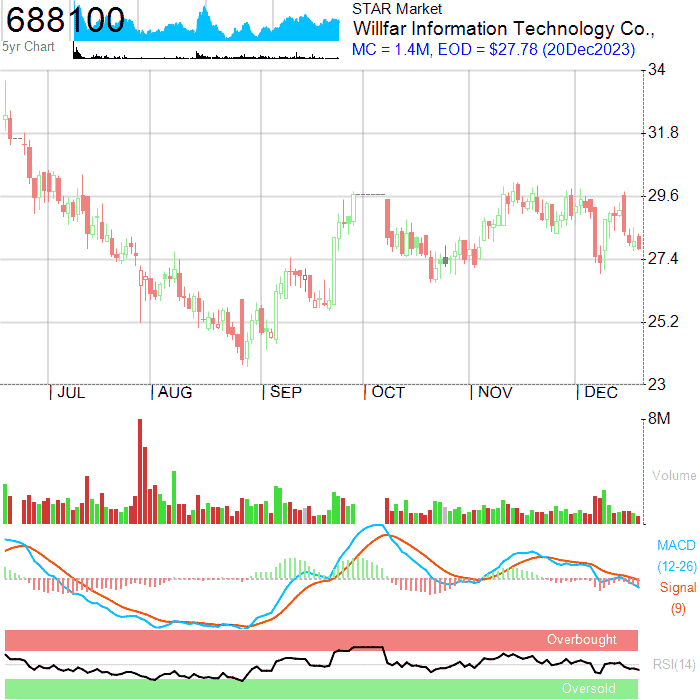 688100
STAR Market
Willfar Information Technology Co.,
5yr Chart
MC = 1.4M, EOD = $27.78 (20Dec2023)
34
31.8
29.6
27.4
25.2
23
JUL AUG SEP OCT NOV DEC
8M
Volume
MACD
(12-26)
Signal
(9)
Overbought
RSI(14)
Oversold